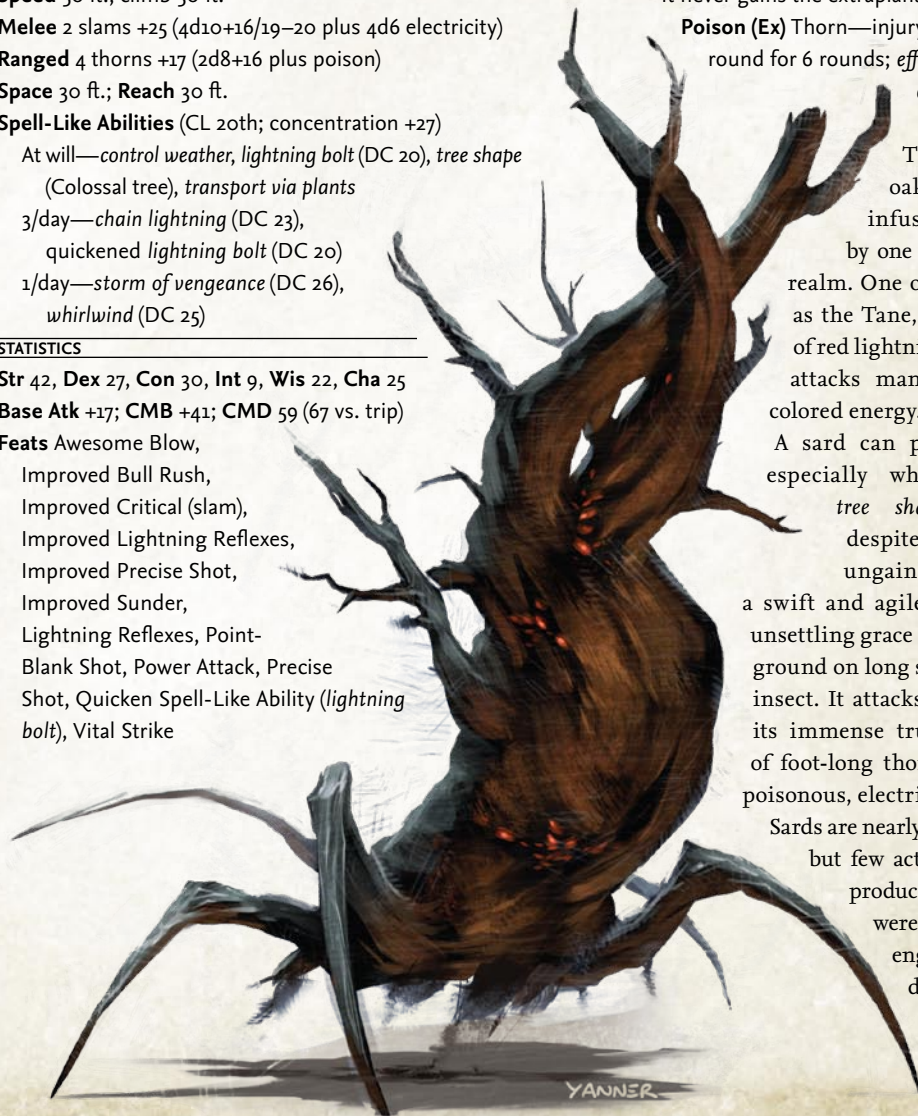 Speed 30 ft., climb 30 ft.
Melee 2 slams +25 (4d10+16/19–20 plus 4d6 electricity)
Ranged 4 thorns +17 (2d8+16 plus poison)
Space 30 ft.; Reach 30 ft.
Spell-Like Abilities (CL 20th; concentration +27)
At will—control weather, lightning bolt (DC 20), tree shape
(Colossal tree), transport via plants
3/day—chain lightning (DC 23),
quickened lightning bolt (DC 20)
1/day—storm of vengeance (DC 26),
whirlwind (DC 25)
STATISTICS
Str 42, Dex 27, Con 30, Int 9, Wis 22, Cha 25
Base Atk +17; CMB +41; CMD 59 (67 vs. trip)
Feats Awesome Blow,
Improved Bull Rush,
Improved Critical (slam),
Improved Lightning Reflexes,
Improved Precise Shot,
Improved Sunder,
Lightning Reflexes, Point-
Blank Shot, Power Attack, Precise
Shot, Quicken Spell-Like Ability (lightning
bolt), Vital Strike
it never gains the
Poison (Ex) Thorn—injury
round for 6 rounds; eff
T
oak
infus
by one
realm. One o
as the Tane,
of red lightni
attacks man
colored energy.
A sard can p
especially wh
tree sha
despite
ungain
a swift and agile
unsettling grace
ground on long s
insect. It attacks
its immense tru
of foot-long tho
poisonous, electri
Sards are nearly
but few act
produc
were
eng
d
YANNER